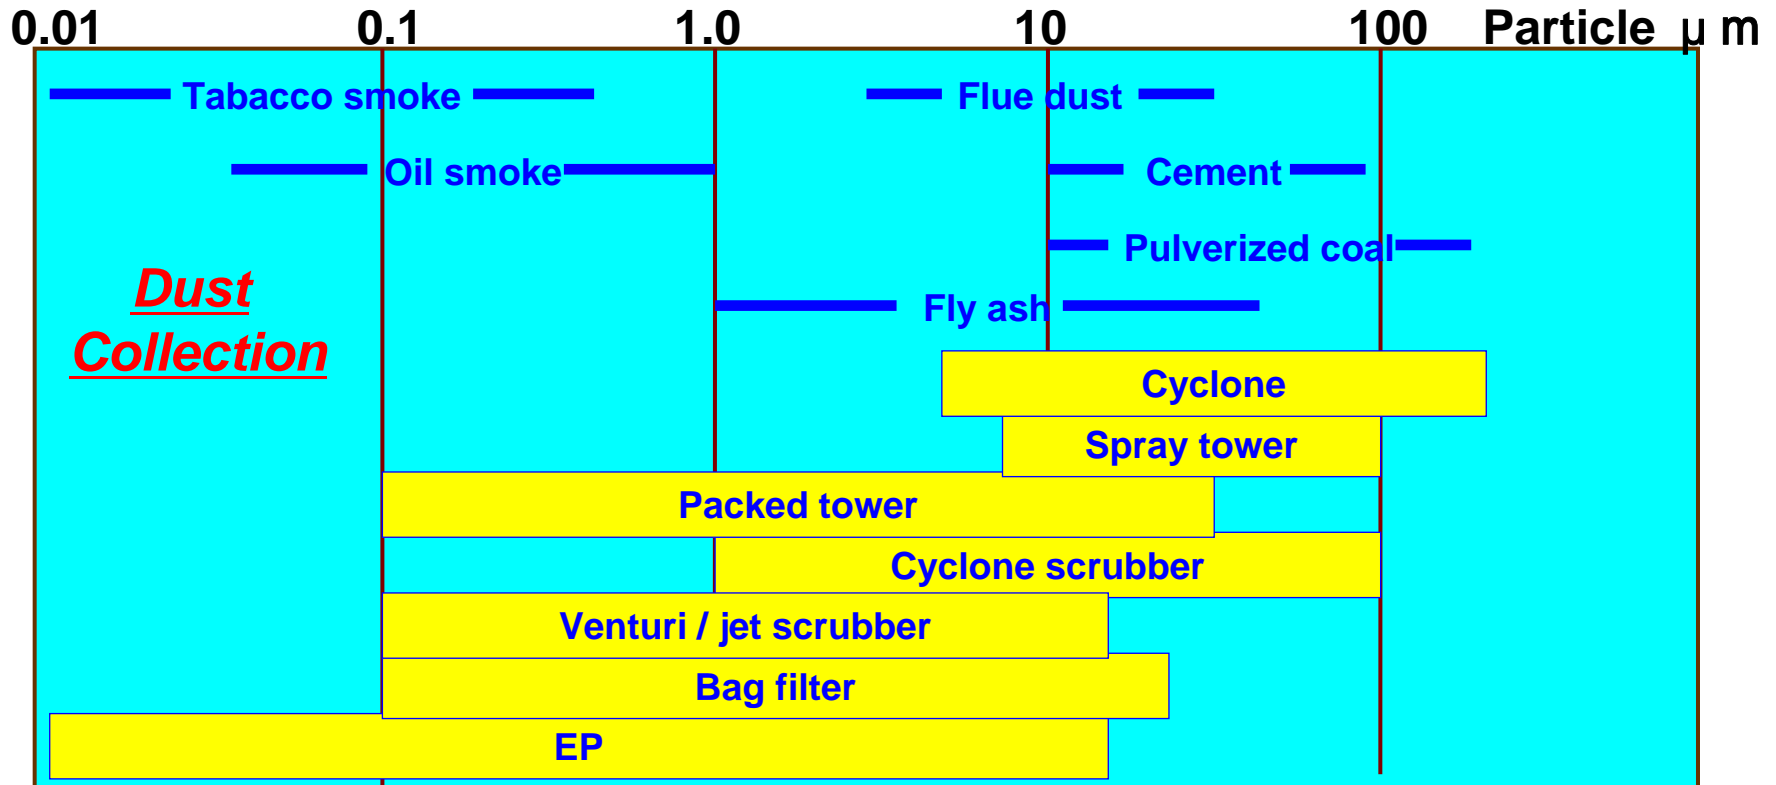 0.01 0.1 1.0 10 100 Particle μ m
Tabacco smoke Flue dust
Oil smoke Cement
Pulverized coal
Dust
Fly ash
Collection
Cyclone
Spray tower
Packed tower
Cyclone scrubber
Venturi / jet scrubber
Bag filter
EP